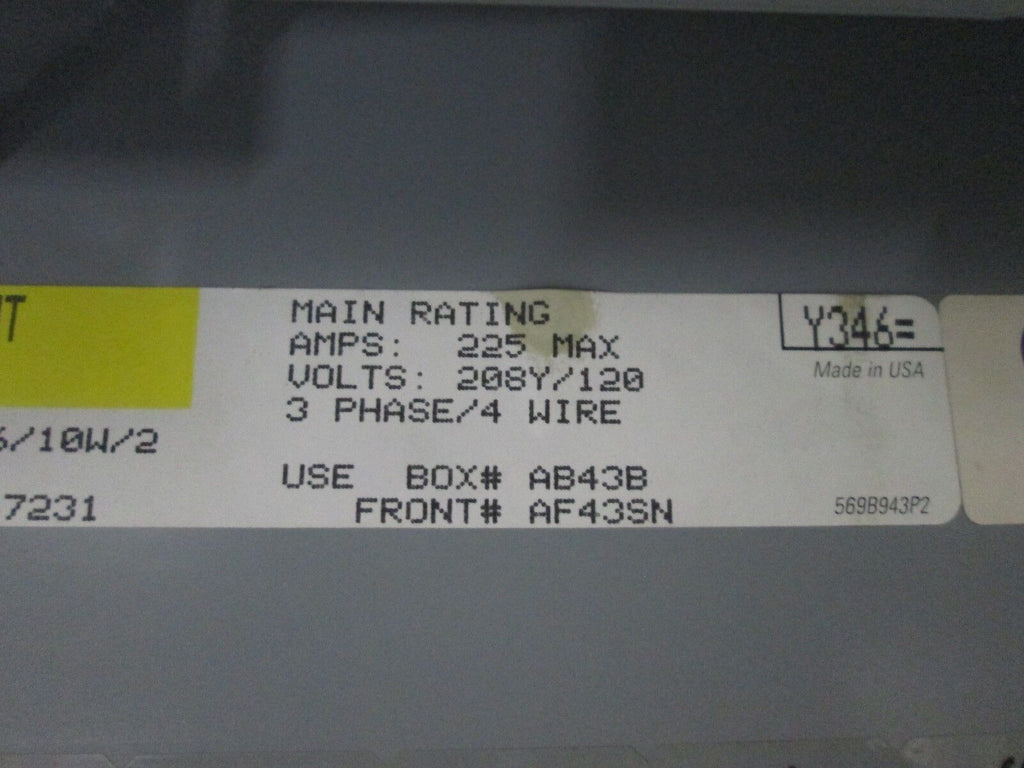 MAIN RATING
AMPS: 225 MAX
VOLTS: 208Y/120
3 PHASE/4 WIRE
USE BOX# AB43B
FRONT# AF43SN
Y346=
Made in USA
569B943P2
/10W/2
7231